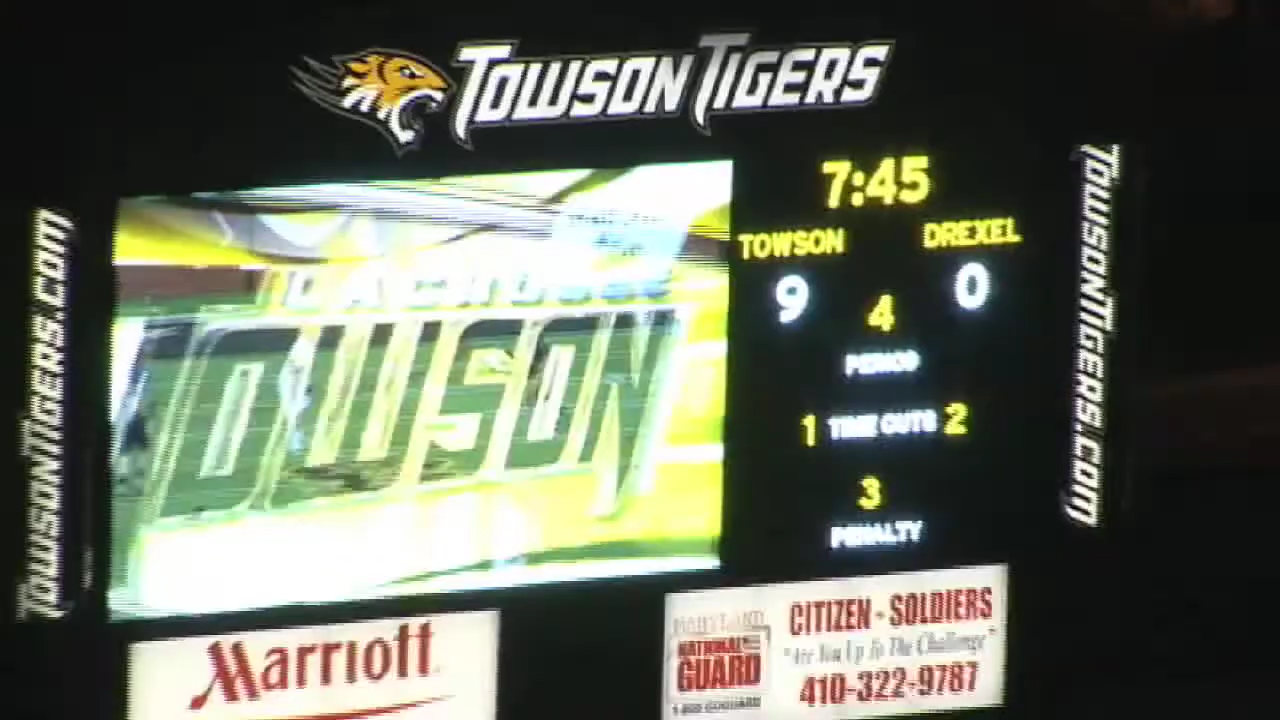 TOWSON TIGERS
TOWSONTIGERS.COM
TOWSON
7:45
TOWSON DREXEL
9 0
4
PERIOD
1 TIME OUTS 2
3
PENALTY
TOWSONTIGERS.COM
Marriott
MARYLAND
NATIONAL
GUARD
CITIZEN - SOLDIERS
"Are You Up To The Challenge"
410-322-9787